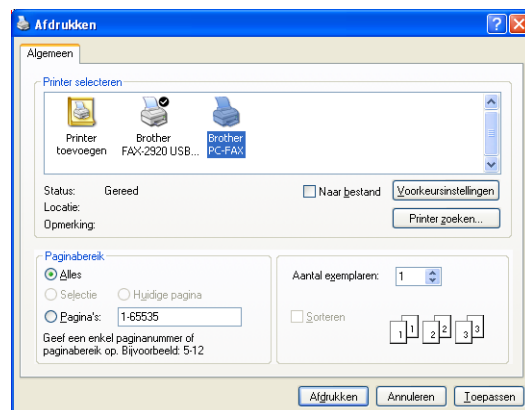 Afdrukken
Algemeen
Printer selecteren
Printer toevoegen
Brother FAX-2920 USB...
Brother PC-FAX
Status: Gereed
Locatie:
Opmerking:
Naar bestand
Voorkeursinstellingen
Printer zoeken...
Paginabereik
Alles
Selectie
Huidige pagina
Pagina's: 1-65535
Geef een enkel paginanummer of
paginabereik op. Bijvoorbeeld: 5-12
Aantal exemplaren: 1
Sorteren
1 1 2 2 3 3
Afdrukken
Annuleren
Toepassen